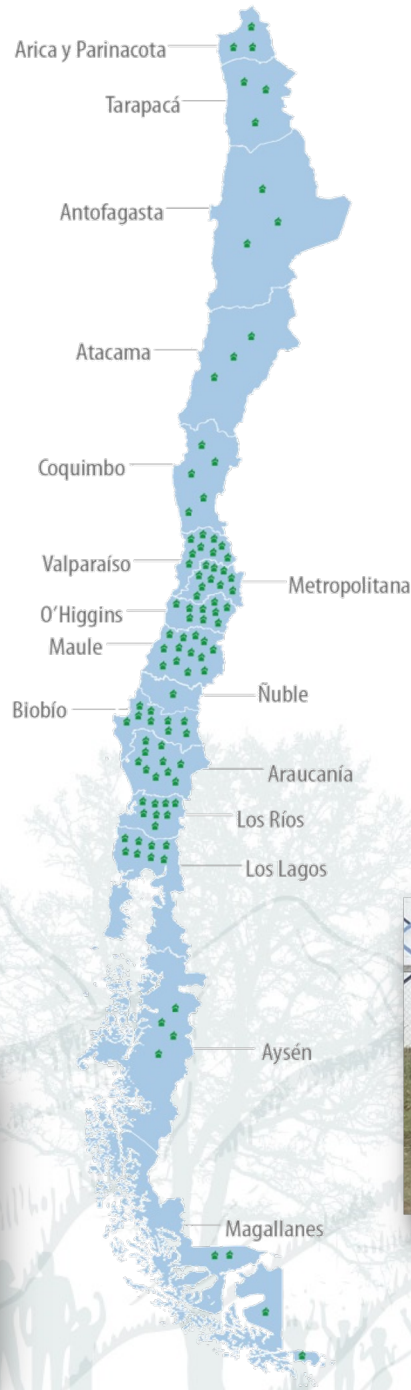 Arica y Parinacota
Tarapacá
Antofagasta
Atacama
Coquimbo
Valparaíso
Metropolitana
O'Higgins
Maule
Ñuble
Biobío
Araucanía
Los Ríos
Los Lagos
Aysén
Magallanes